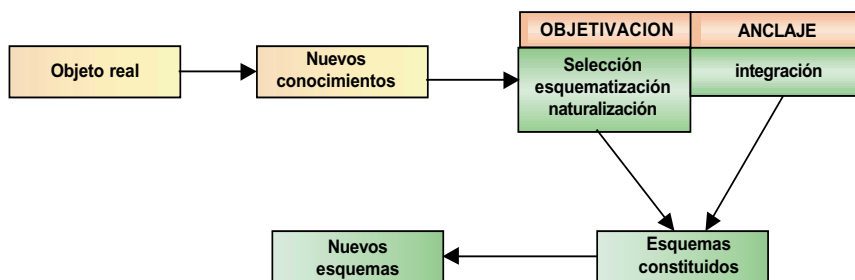 OBJETIVACION
ANCLAJE
Objeto real
Nuevos
conocimientos
Selección
esquematización
naturalización
integración
Nuevos
esquemas
Esquemas
constituidos